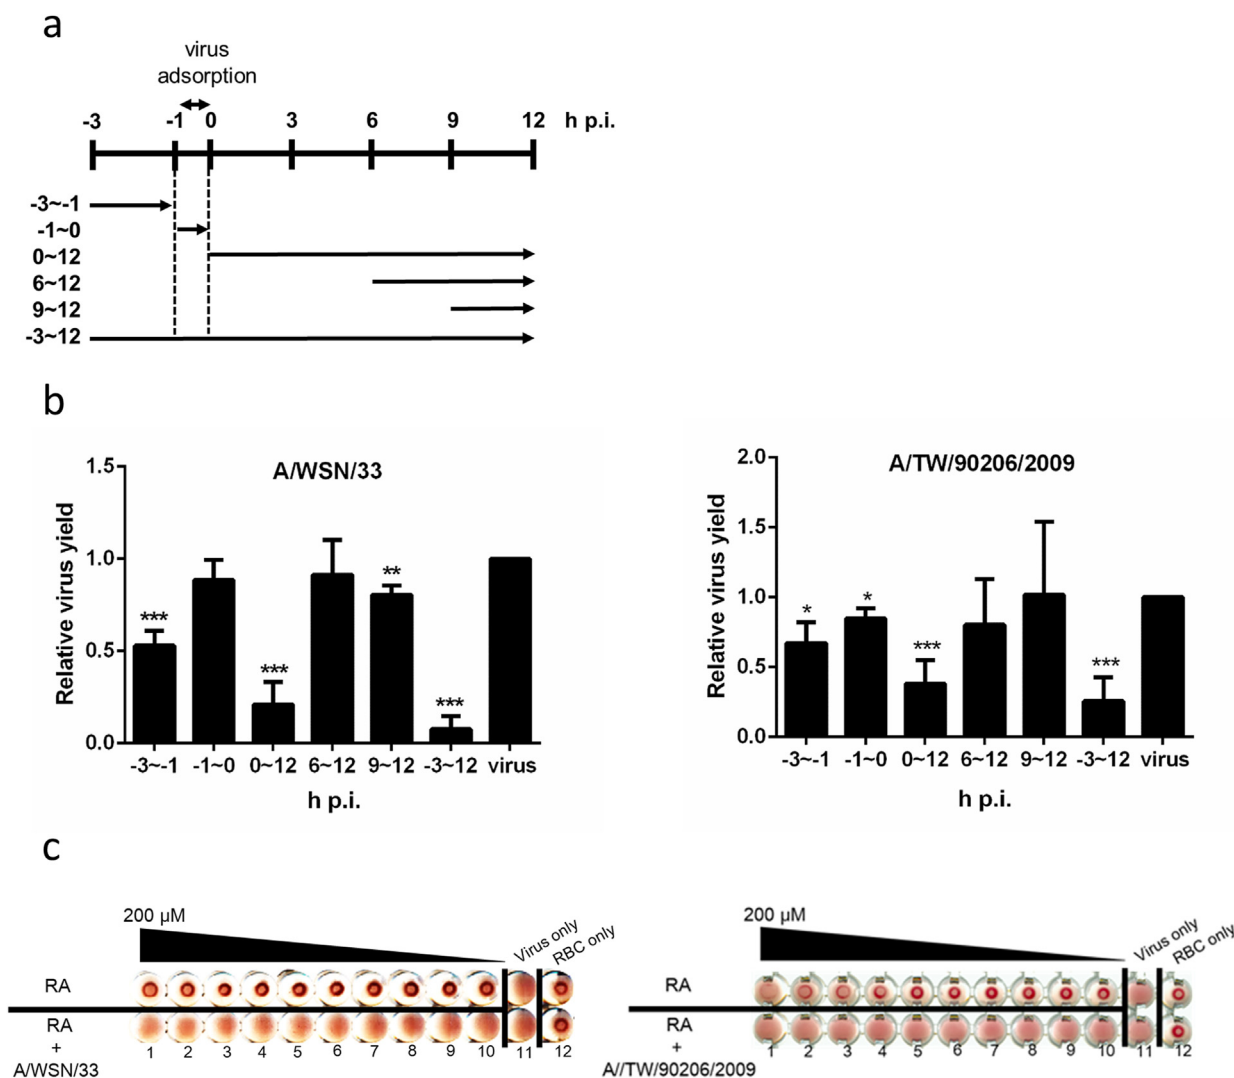 a
virus
adsorption
-3 -1 0 3 6 9 12 h p.i.
-3~-1
-1~0
0~12
6~12
9~12
-3~12
b
A/WSN/33
Relative virus yield
1.5
1.0
0.5
0.0
***
***
**
***
-3~-1 -1~0 0~12 6~12 9~12 -3~12 virus
h p.i.
A/TW/90206/2009
Relative virus yield
2.0
1.5
1.0
0.5
0.0
*
*
***
***
-3~-1 -1~0 0~12 6~12 9~12 -3~12 virus
h p.i.
c
200 µM
Virus only
RBC only
RA
RA
+
A/WSN/33
1 2 3 4 5 6 7 8 9 10 11 12
200 µM
Virus only
RBC only
RA
RA
+
A//TW/90206/2009
1 2 3 4 5 6 7 8 9 10 11 12